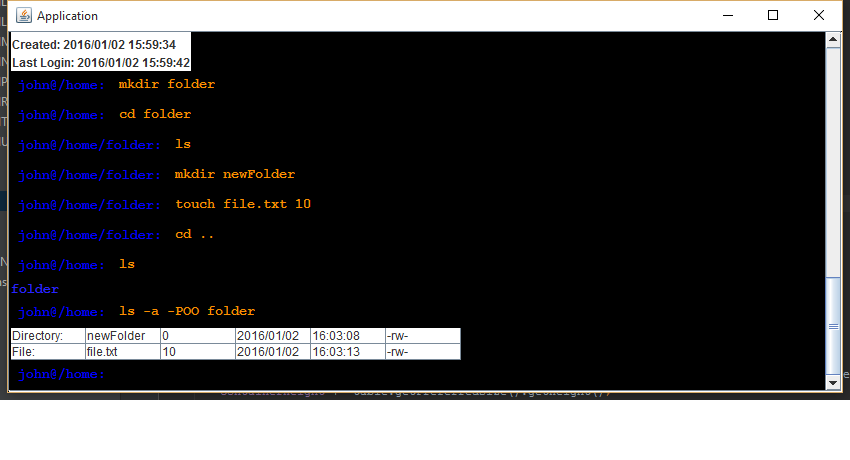 Application
Created: 2016/01/02 15:59:34
Last Login: 2016/01/02 15:59:42
john@/home: mkdir folder
john@/home: cd folder
john@/home/folder: ls
john@/home/folder: mkdir newFolder
john@/home/folder: touch file.txt 10
john@/home/folder: cd ..
john@/home: ls
folder
john@/home: ls -a -POO folder
Directory: newFolder 0 2016/01/02 16:03:08 -rw-
File: file.txt 10 2016/01/02 16:03:13 -rw-
john@/home: